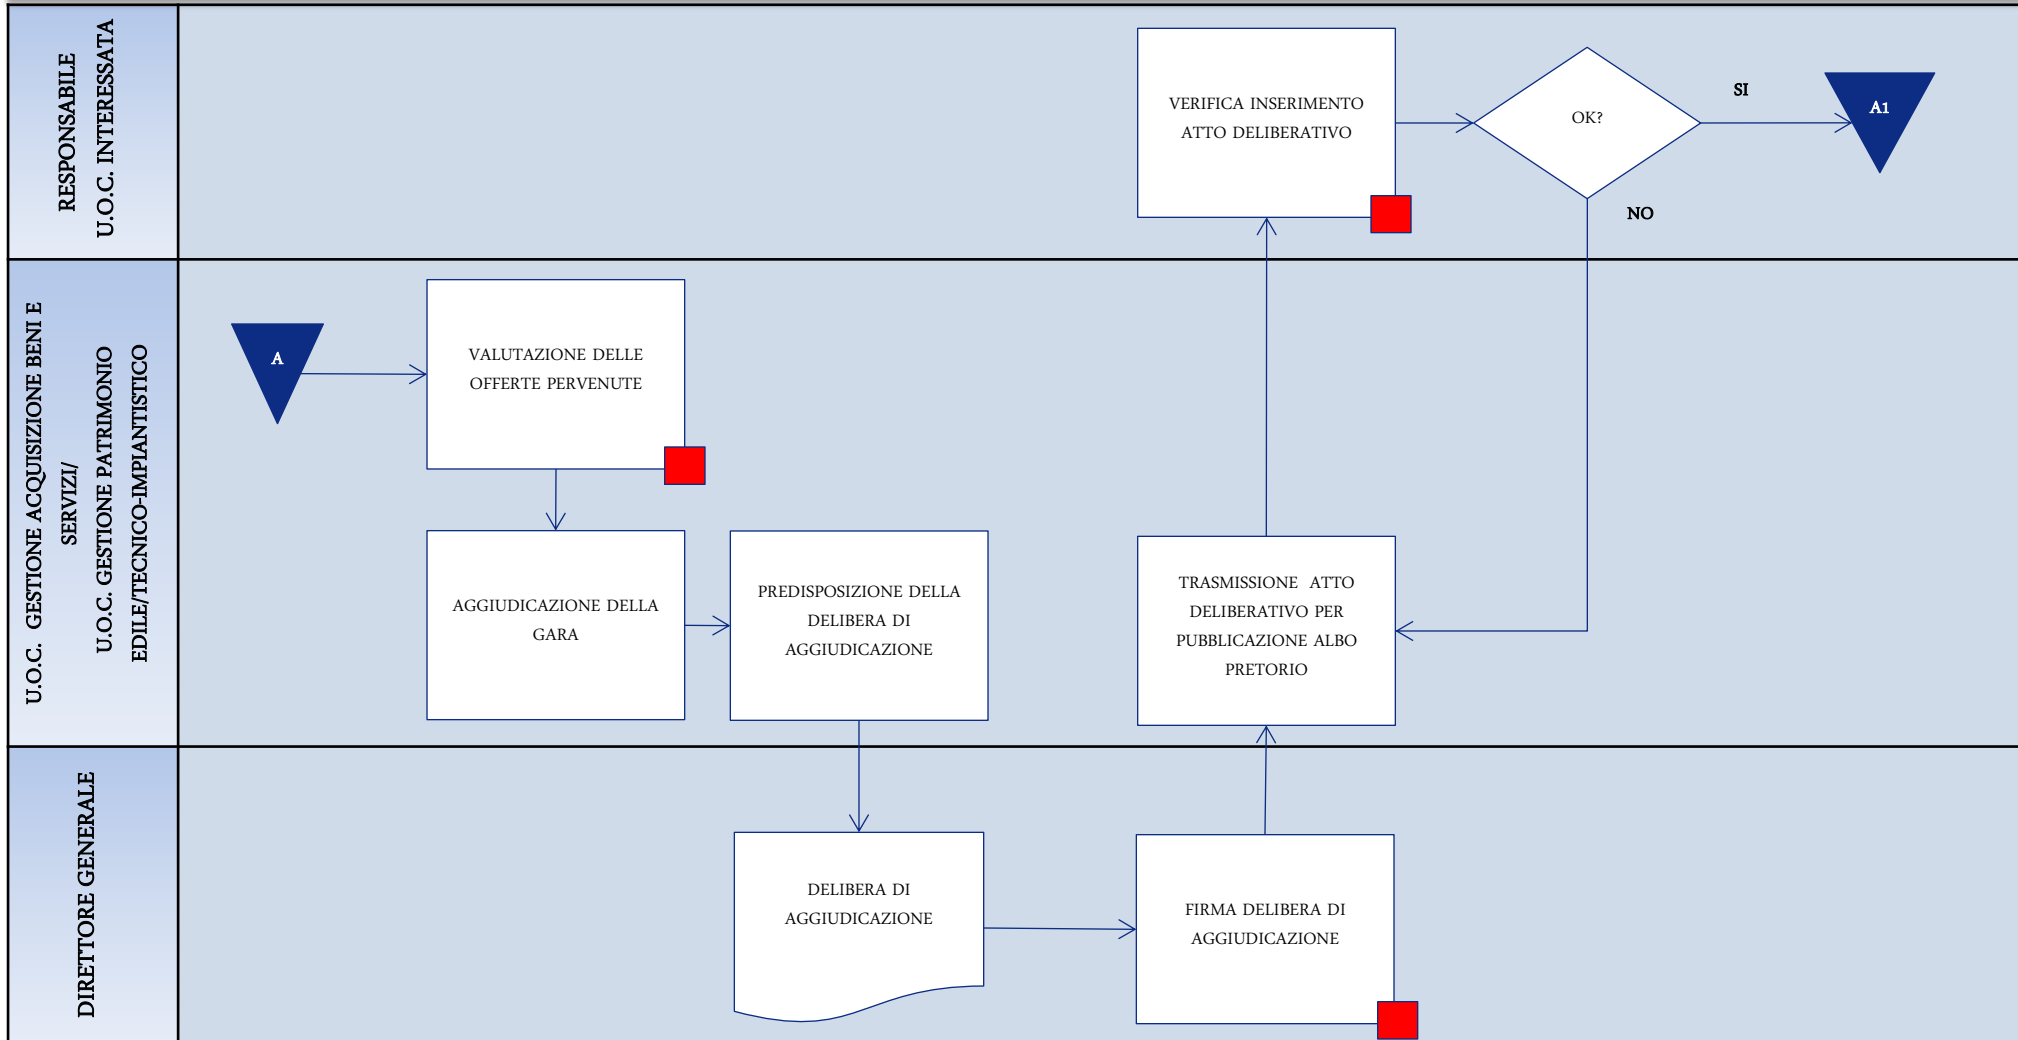 RESPONSABILE
U.O.C. INTERESSATA
VERIFICA INSERIMENTO
ATTO DELIBERATIVO
OK?
SI
A1
NO
U.O.C. GESTIONE ACQUISIZIONE BENI E
SERVIZI/
U.O.C. GESTIONE PATRIMONIO
EDILE/TECNICO-IMPIANTISTICO
A
VALUTAZIONE DELLE
OFFERTE PERVENUTE
AGGIUDICAZIONE DELLA
GARA
PREDISPOSIZIONE DELLA
DELIBERA DI
AGGIUDICAZIONE
TRASMISSIONE ATTO
DELIBERATIVO PER
PUBBLICAZIONE ALBO
PRETORIO
DIRETTORE GENERALE
DELIBERA DI
AGGIUDICAZIONE
FIRMA DELIBERA DI
AGGIUDICAZIONE